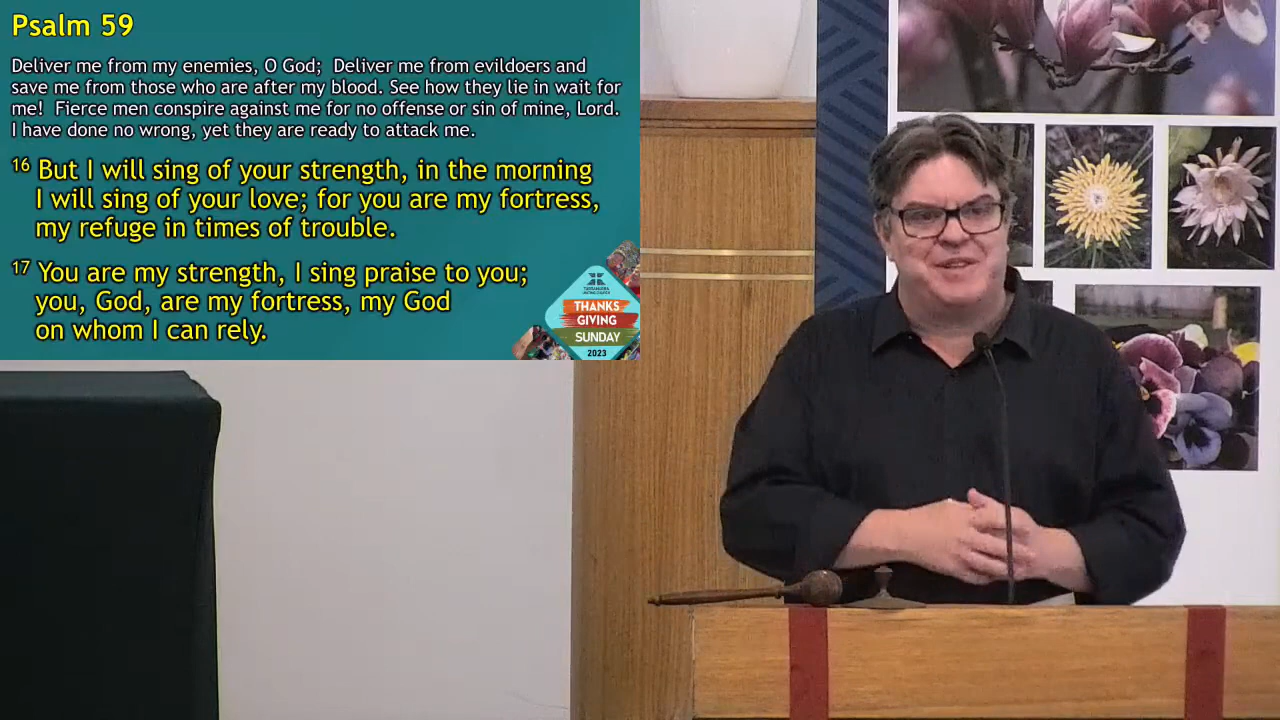 Psalm 59
Deliver me from my enemies, O God;  Deliver me from evildoers and
save me from those who are after my blood. See how they lie in wait for
me!  Fierce men conspire against me for no offense or sin of mine, Lord.
I have done no wrong, yet they are ready to attack me.
16 But I will sing of your strength, in the morning
I will sing of your love; for you are my fortress,
my refuge in times of trouble.
17 You are my strength, I sing praise to you;
you, God, are my fortress, my God
on whom I can rely.
THANKS
GIVING
SUNDAY
2023